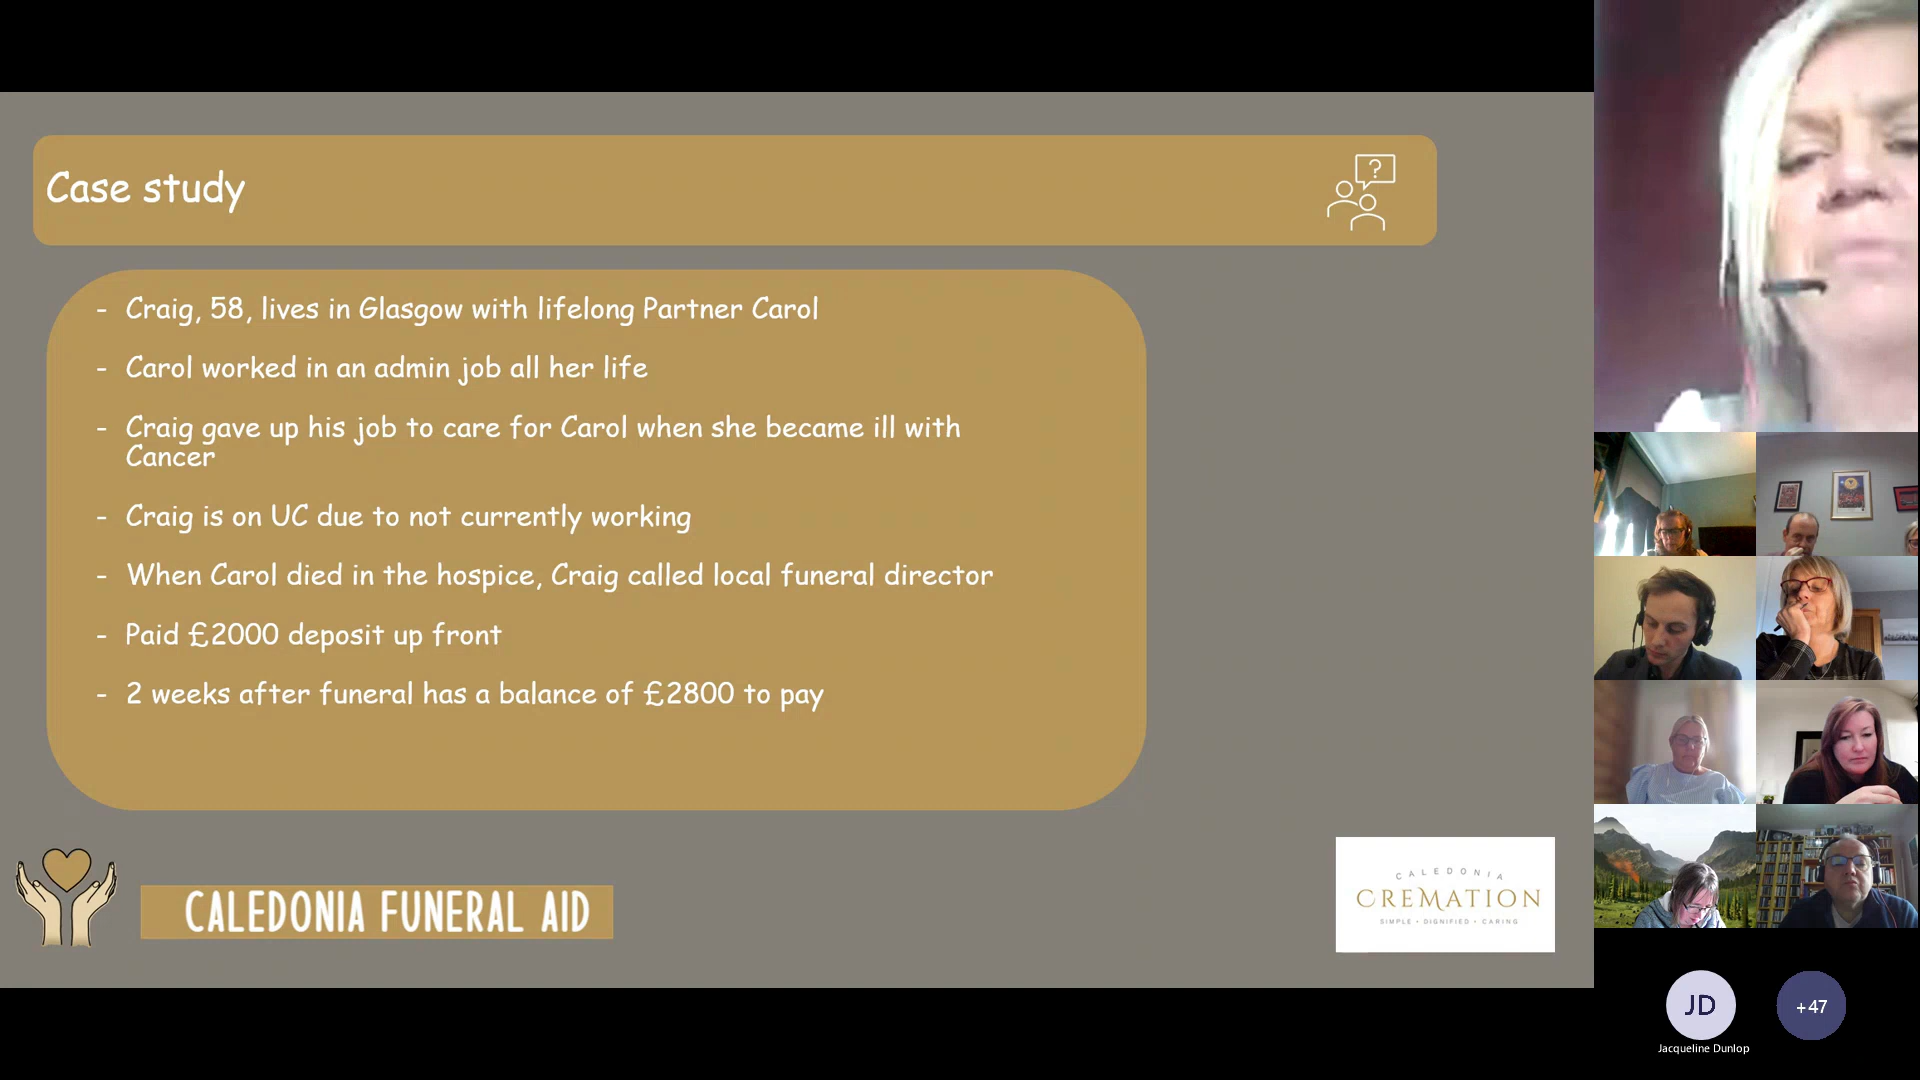 Case study
?
- Craig, 58, lives in Glasgow with lifelong Partner Carol
- Carol worked in an admin job all her life
- Craig gave up his job to care for Carol when she became ill with
Cancer
- Craig is on UC due to not currently working
- When Carol died in the hospice, Craig called local funeral director
- Paid £2000 deposit up front
- 2 weeks after funeral has a balance of £2800 to pay
CALEDONIA FUNERAL AID
CALEDONIA
CREMATION
SIMPLE • DIGNIFIED • CARING
JD
+47
Jacqueline Dunlop